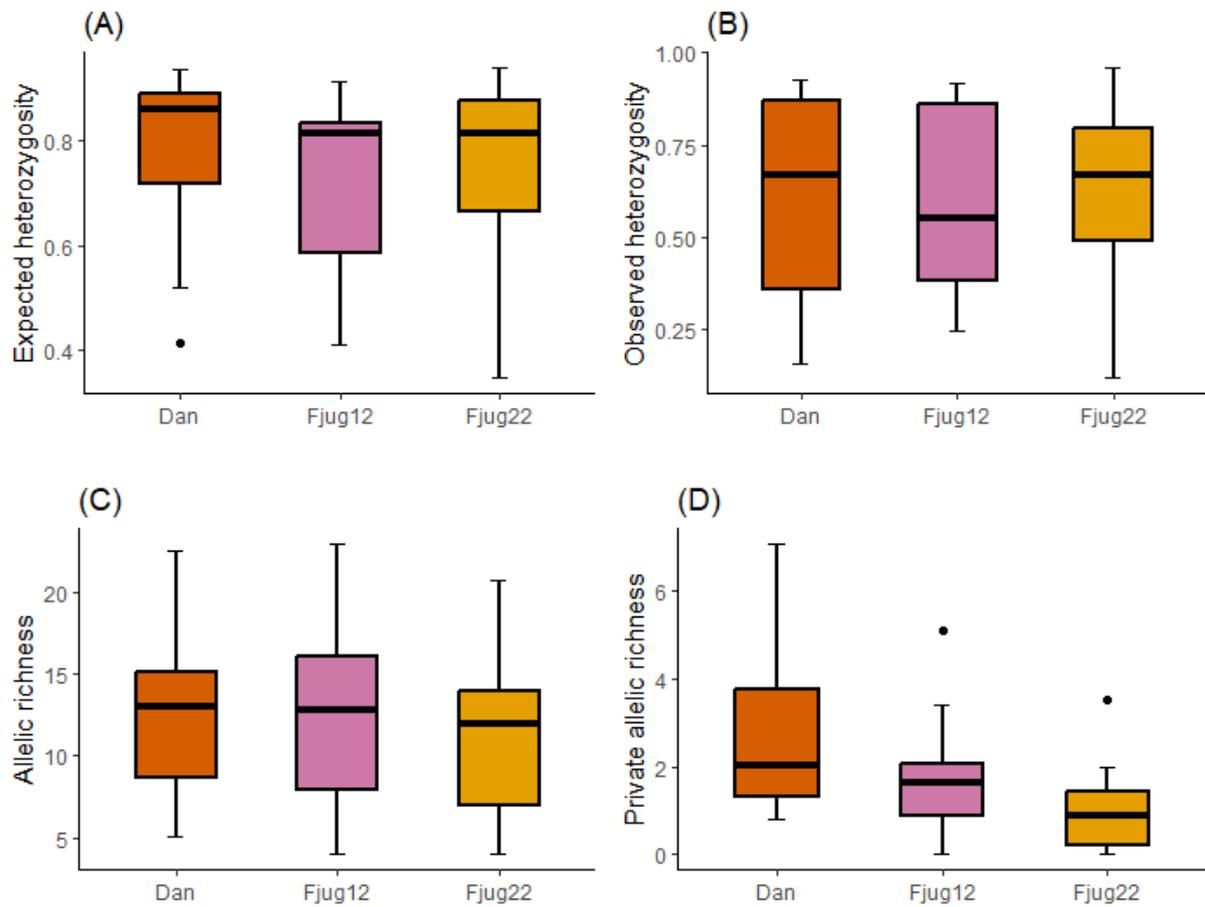 (A)
Expected heterozygosity
0.8
0.6
0.4
Dan
Fjug12
Fjug22
(B)
Observed heterozygosity
1.00
0.75
0.50
0.25
Dan
Fjug12
Fjug22
(C)
Allelic richness
20
15
10
5
Dan
Fjug12
Fjug22
(D)
Private allelic richness
6
4
2
0
Dan
Fjug12
Fjug22